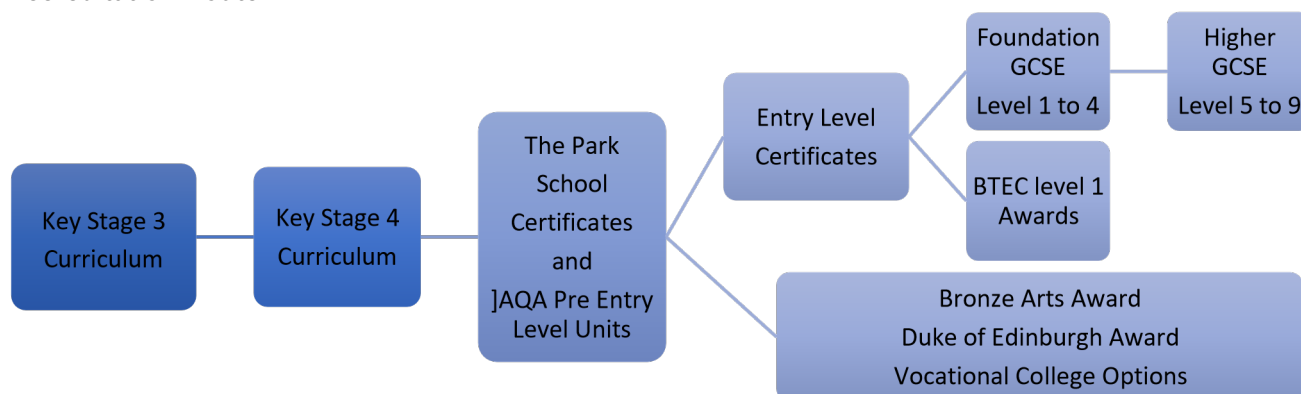 Key Stage 3
Curriculum
Key Stage 4
Curriculum
The Park
School
Certificates
and
]AQA Pre Entry
Level Units
Entry Level
Certificates
Foundation
GCSE
Level 1 to 4
Higher
GCSE
Level 5 to 9
BTEC level 1
Awards
Bronze Arts Award
Duke of Edinburgh Award
Vocational College Options